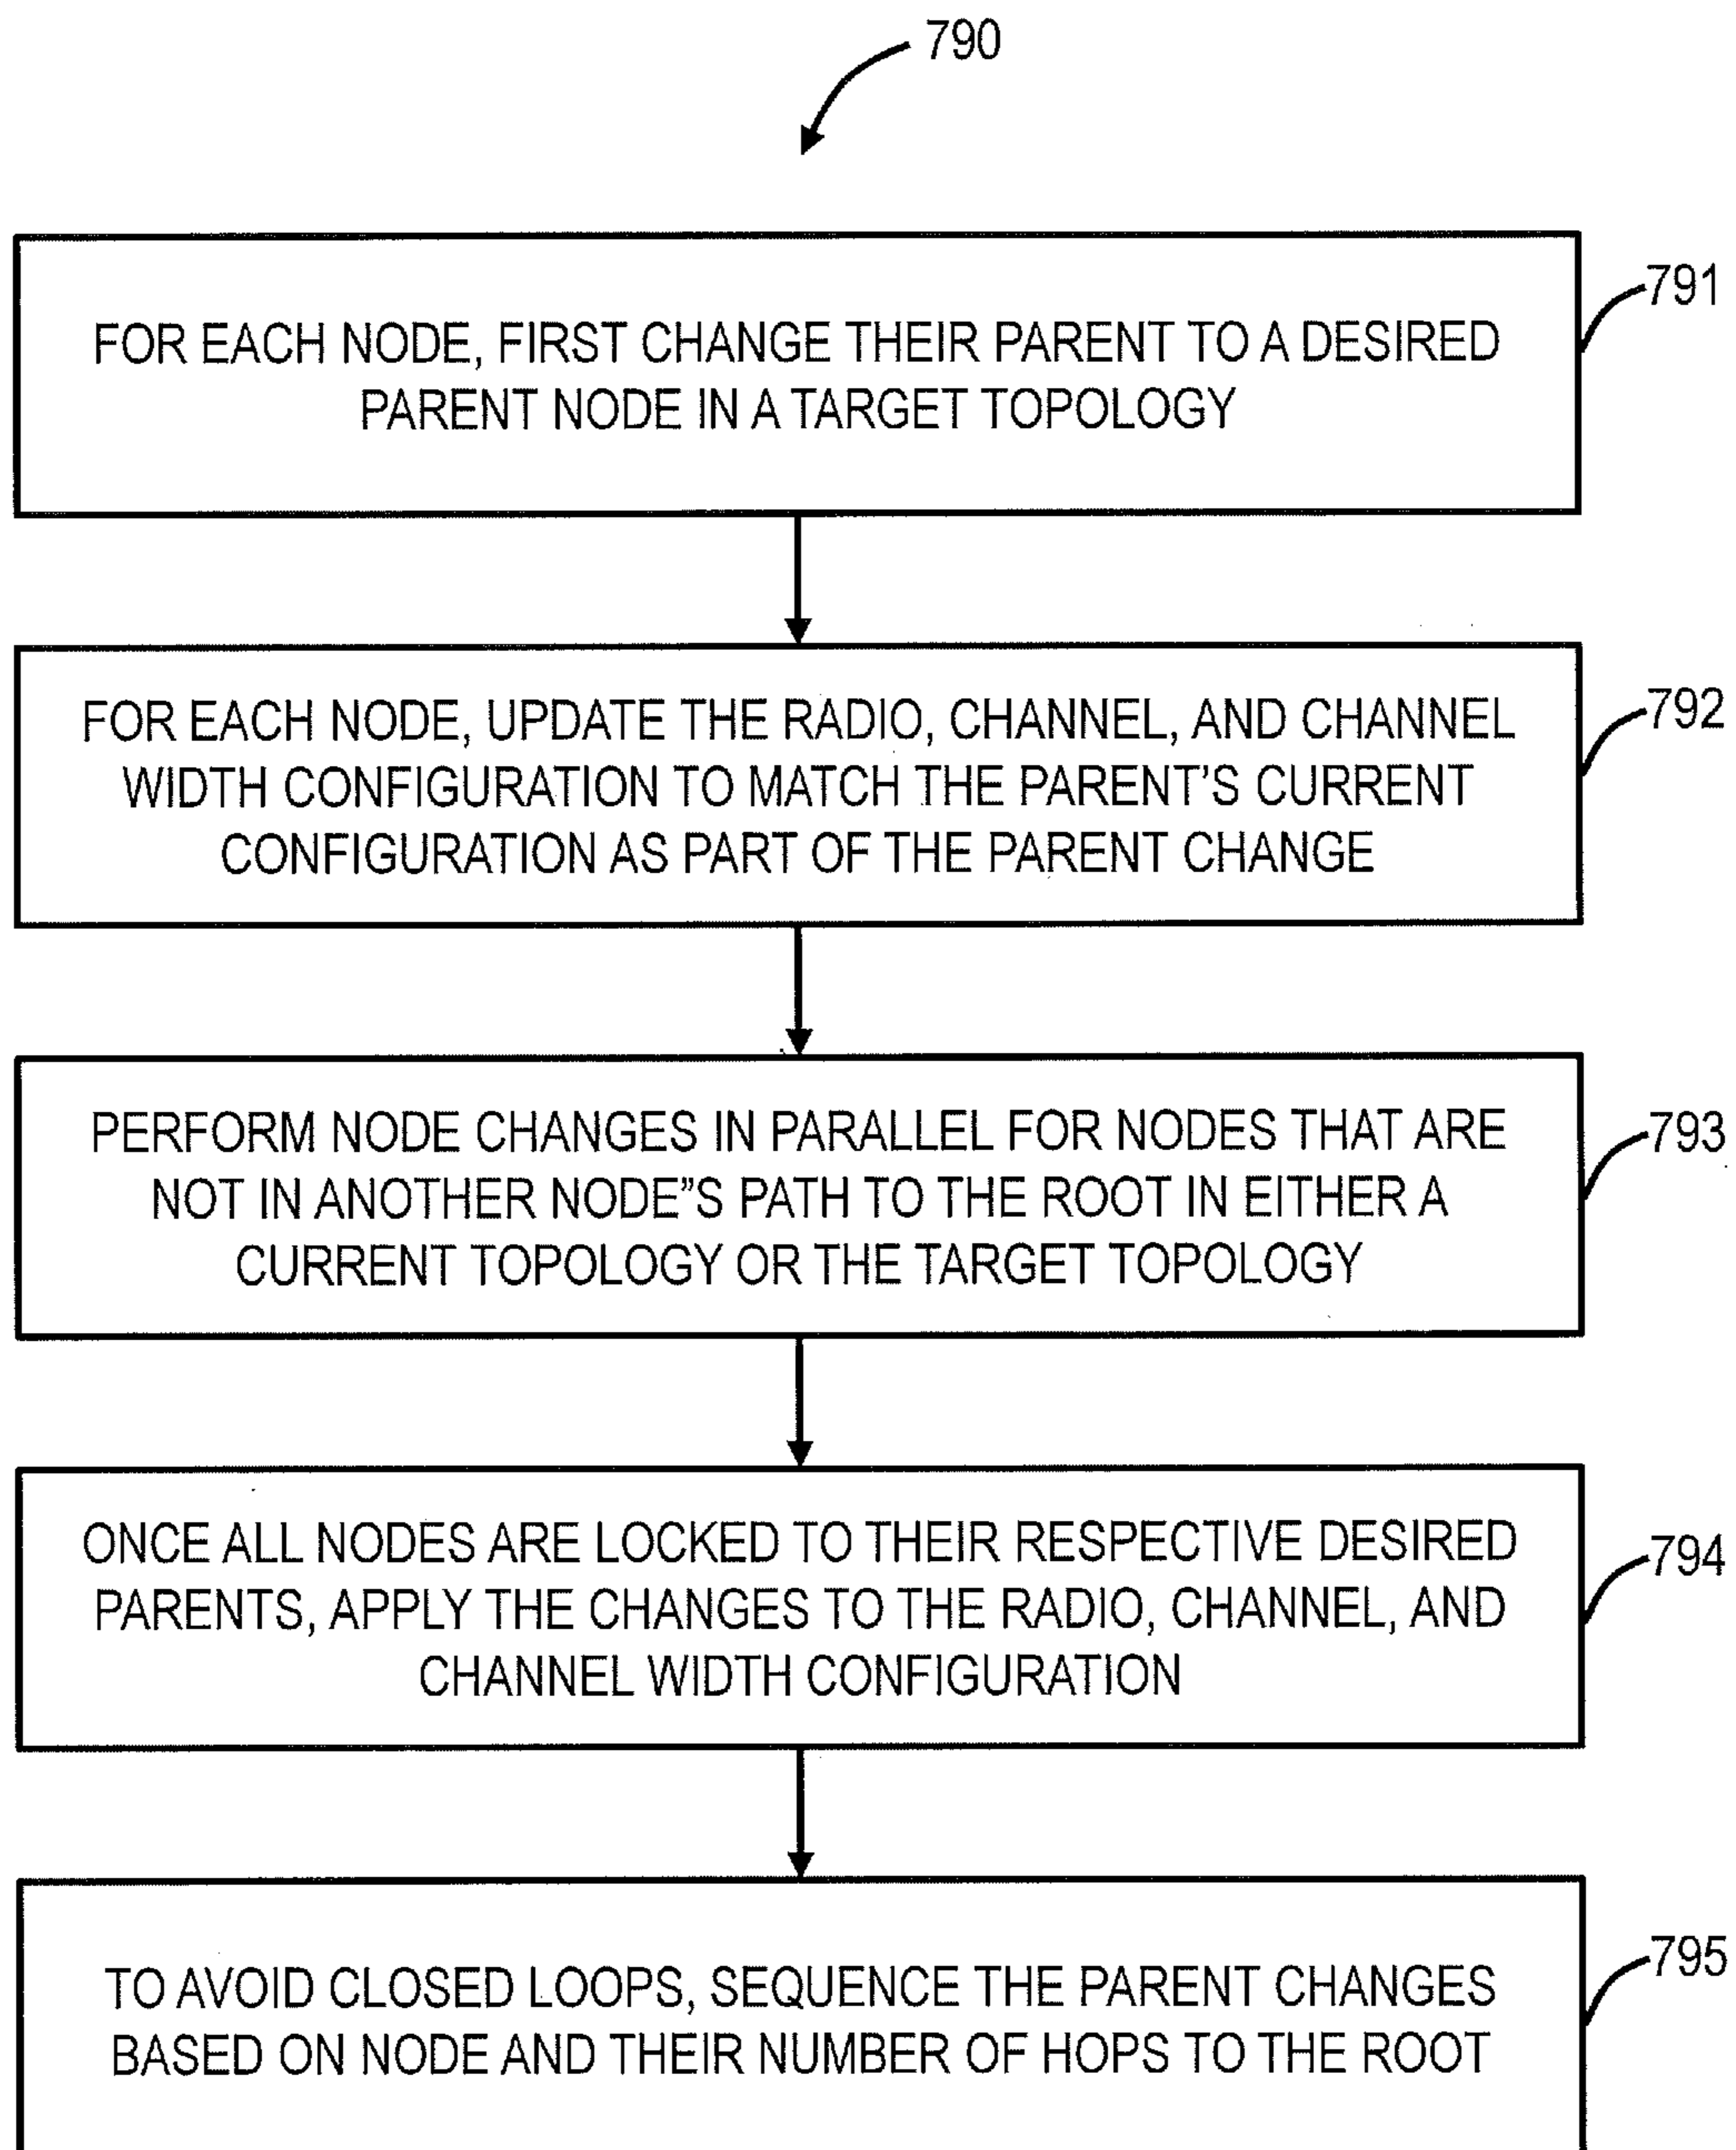 790
791
FOR EACH NODE, FIRST CHANGE THEIR PARENT TO A DESIRED
PARENT NODE IN A TARGET TOPOLOGY
792
FOR EACH NODE, UPDATE THE RADIO, CHANNEL, AND CHANNEL
WIDTH CONFIGURATION TO MATCH THE PARENT'S CURRENT
CONFIGURATION AS PART OF THE PARENT CHANGE
793
PERFORM NODE CHANGES IN PARALLEL FOR NODES THAT ARE
NOT IN ANOTHER NODE"S PATH TO THE ROOT IN EITHER A
CURRENT TOPOLOGY OR THE TARGET TOPOLOGY
794
ONCE ALL NODES ARE LOCKED TO THEIR RESPECTIVE DESIRED
PARENTS, APPLY THE CHANGES TO THE RADIO, CHANNEL, AND
CHANNEL WIDTH CONFIGURATION
795
TO AVOID CLOSED LOOPS, SEQUENCE THE PARENT CHANGES
BASED ON NODE AND THEIR NUMBER OF HOPS TO THE ROOT